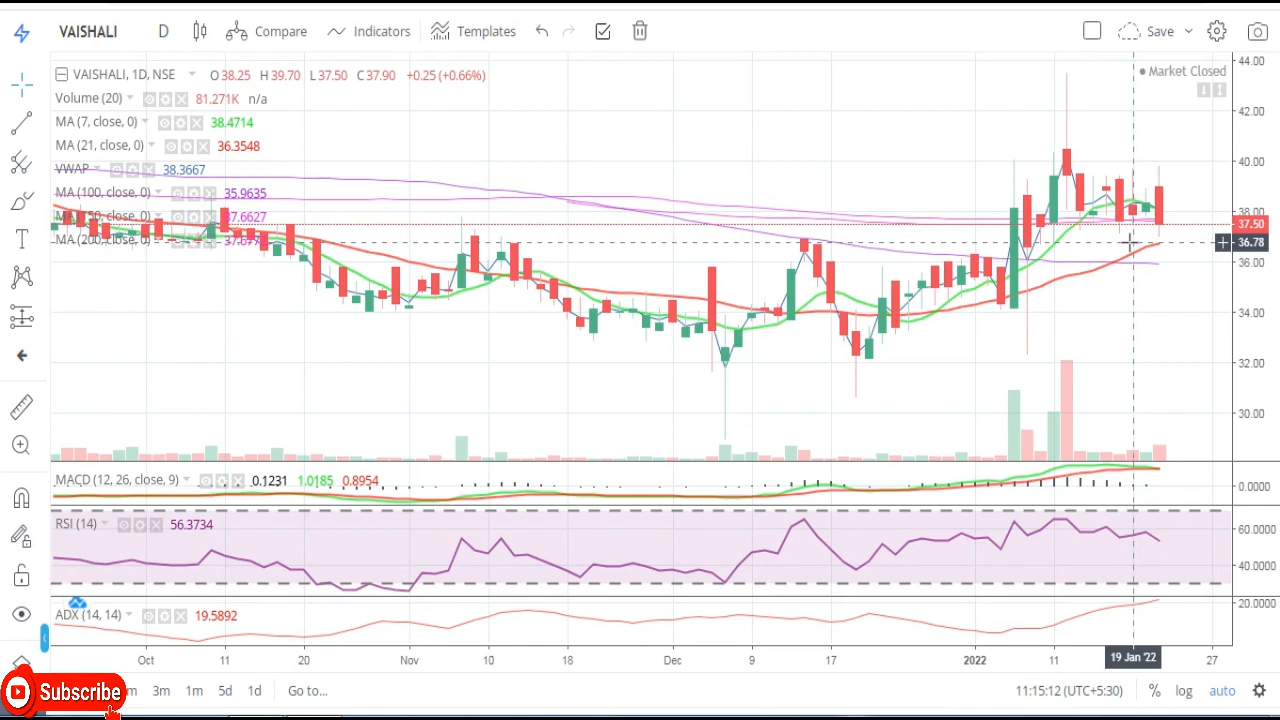 VAISHALI D Compare Indicators Templates Save
VAISHALI, 1D, NSE O38.25 H39.70 L37.50 C37.90 +0.25 (+0.66%)
Market Closed
Volume (20) 81.271K n/a
MA (7, close, 0) 38.4714
MA (21, close, 0) 36.3548
VWAP 38.3667
MA (100, close, 0) 35.9635
MA (50, close, 0) 37.6627
MA (200, close, 0)
44.00
42.00
40.00
38.00
37.50
36.78
36.00
34.00
32.00
30.00
MACD (12, 26, close, 9) 0.1231 1.0185 0.8954
0.0000
RSI (14) 56.3734
60.0000
40.0000
ADX (14, 14) 19.5892
20.0000
Oct 11 20 Nov 10 18 Dec 9 17 2022 11 19 Jan '22 27
Subscribe
m 3m 1m 5d 1d Go to... 11:15:12 (UTC+5:30) % log auto